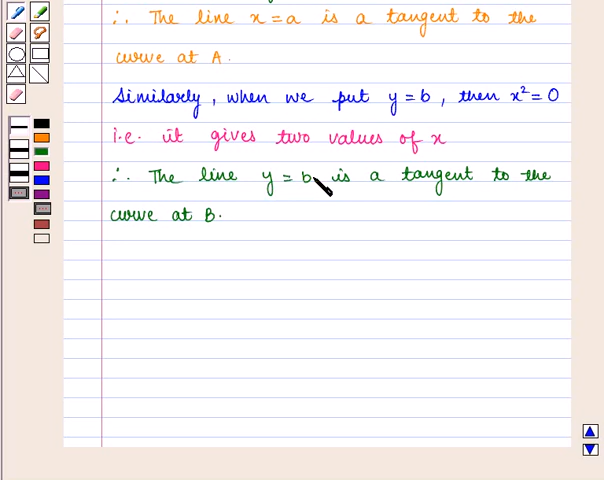 ∴ The line x = a is a tangent to the
curve at A.
Similarly, when we put y = b, then x² = 0
i.e. it gives two values of x
∴ The line y = b is a tangent to the
curve at B.